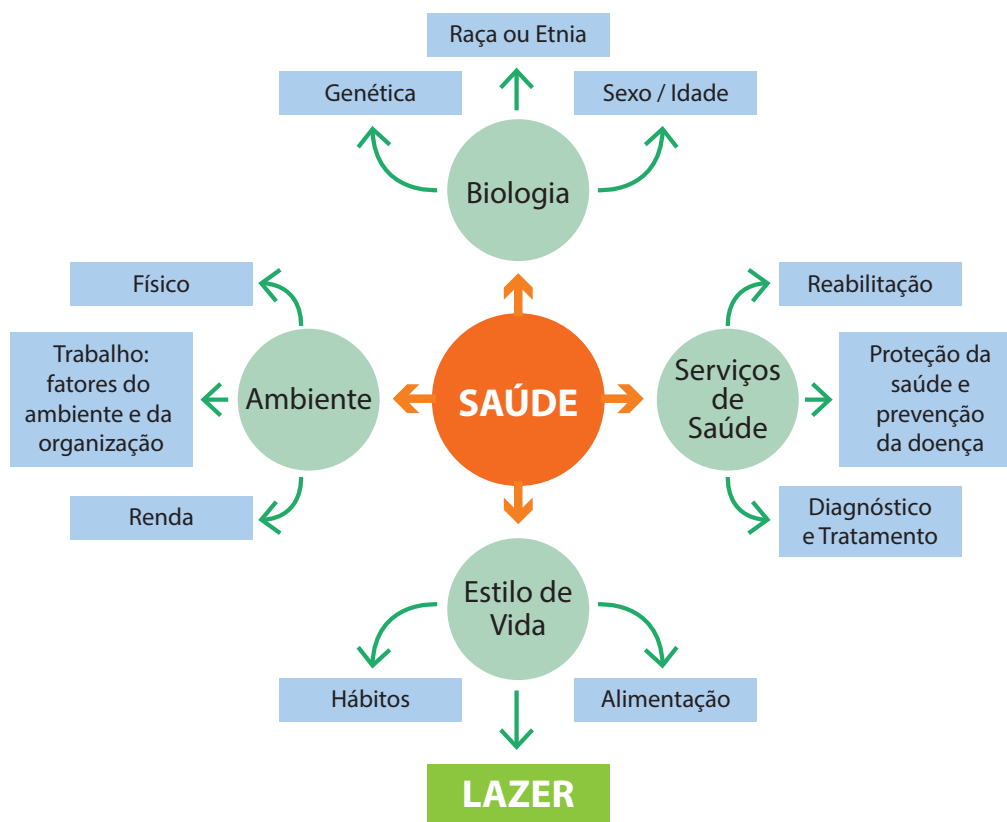 Raça ou Etnia
Genética
Sexo / Idade
Biologia
Físico
Reabilitação
Trabalho:
fatores do
ambiente e da
organização
Ambiente
SAÚDE
Serviços
de
Saúde
Proteção da
saúde e
prevenção
da doença
Renda
Diagnóstico
e Tratamento
Estilo de
Vida
Hábitos
Alimentação
LAZER